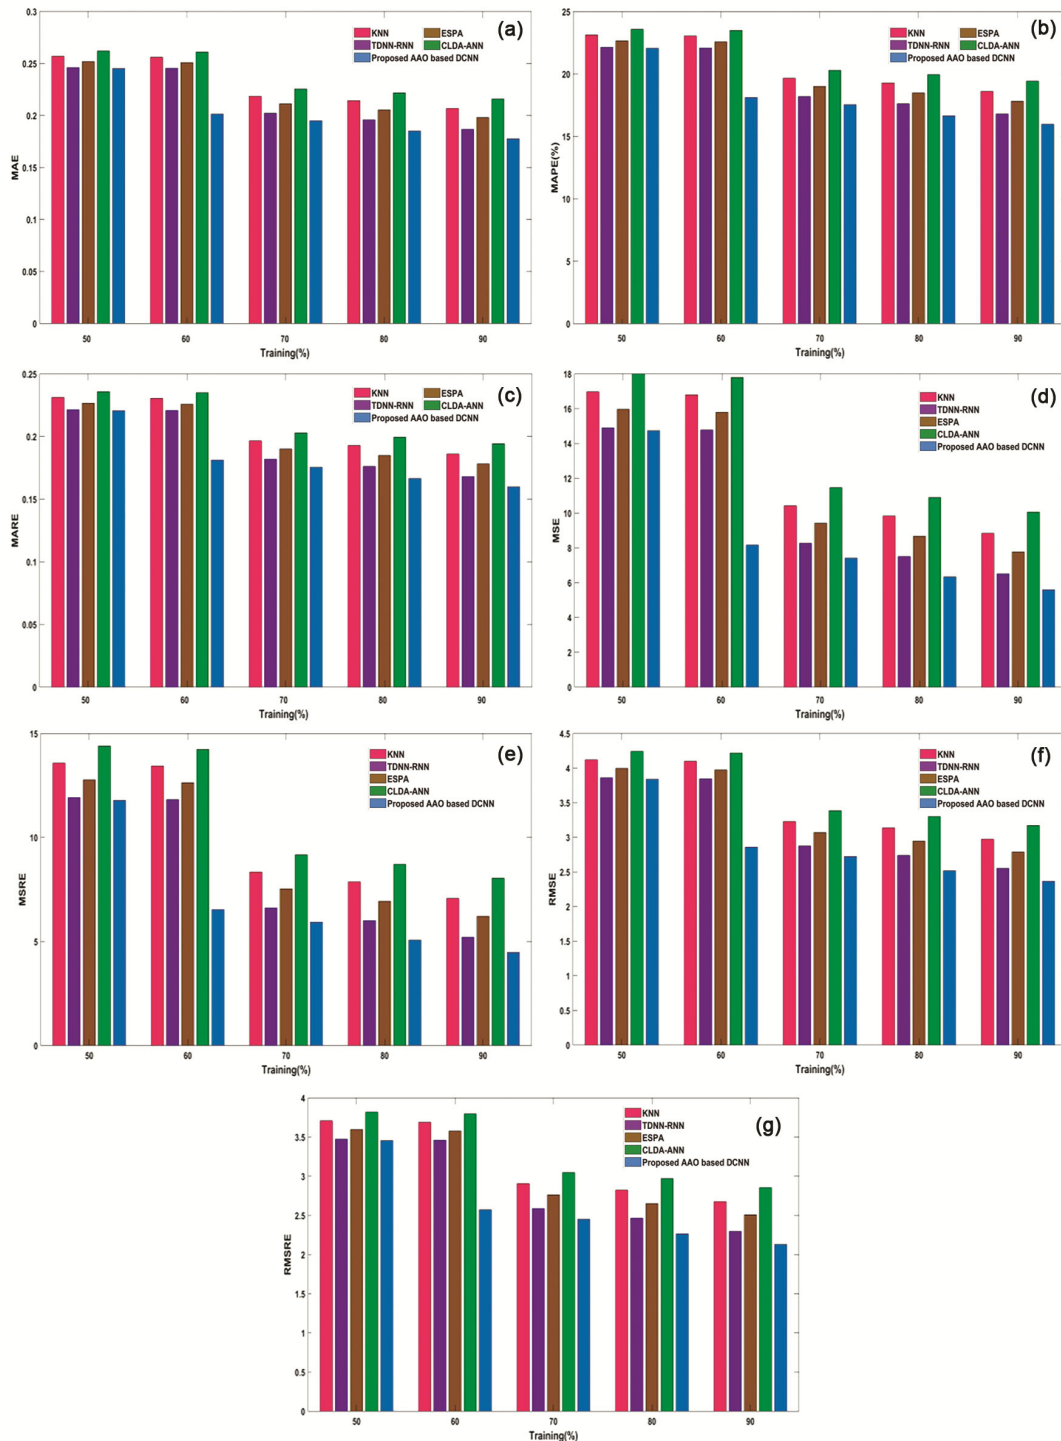 (a)
KNN ESPA
TDNN-RNN CLDA-ANN
Proposed AAO based DCNN
MAE
0.3
0.25
0.2
0.15
0.1
0.05
0
50 60 70 80 90
Training(%)
(b)
KNN ESPA
TDNN-RNN CLDA-ANN
Proposed AAO based DCNN
MAPE(%)
25
20
15
10
5
0
50 60 70 80 90
Training(%)
(c)
KNN ESPA
TDNN-RNN CLDA-ANN
Proposed AAO based DCNN
MARE
0.25
0.2
0.15
0.1
0.05
0
50 60 70 80 90
Training(%)
(d)
KNN
TDNN-RNN
ESPA
CLDA-ANN
Proposed AAO based DCNN
MSE
18
16
14
12
10
8
6
4
2
0
50 60 70 80 90
Training(%)
(e)
KNN
TDNN-RNN
ESPA
CLDA-ANN
Proposed AAO based DCNN
MSRE
15
10
5
0
50 60 70 80 90
Training(%)
(f)
KNN
TDNN-RNN
ESPA
CLDA-ANN
Proposed AAO based DCNN
RMSE
4.5
4
3.5
3
2.5
2
1.5
1
0.5
0
50 60 70 80 90
Training(%)
(g)
KNN
TDNN-RNN
ESPA
CLDA-ANN
Proposed AAO based DCNN
RMSRE
4
3.5
3
2.5
2
1.5
1
0.5
0
50 60 70 80 90
Training(%)